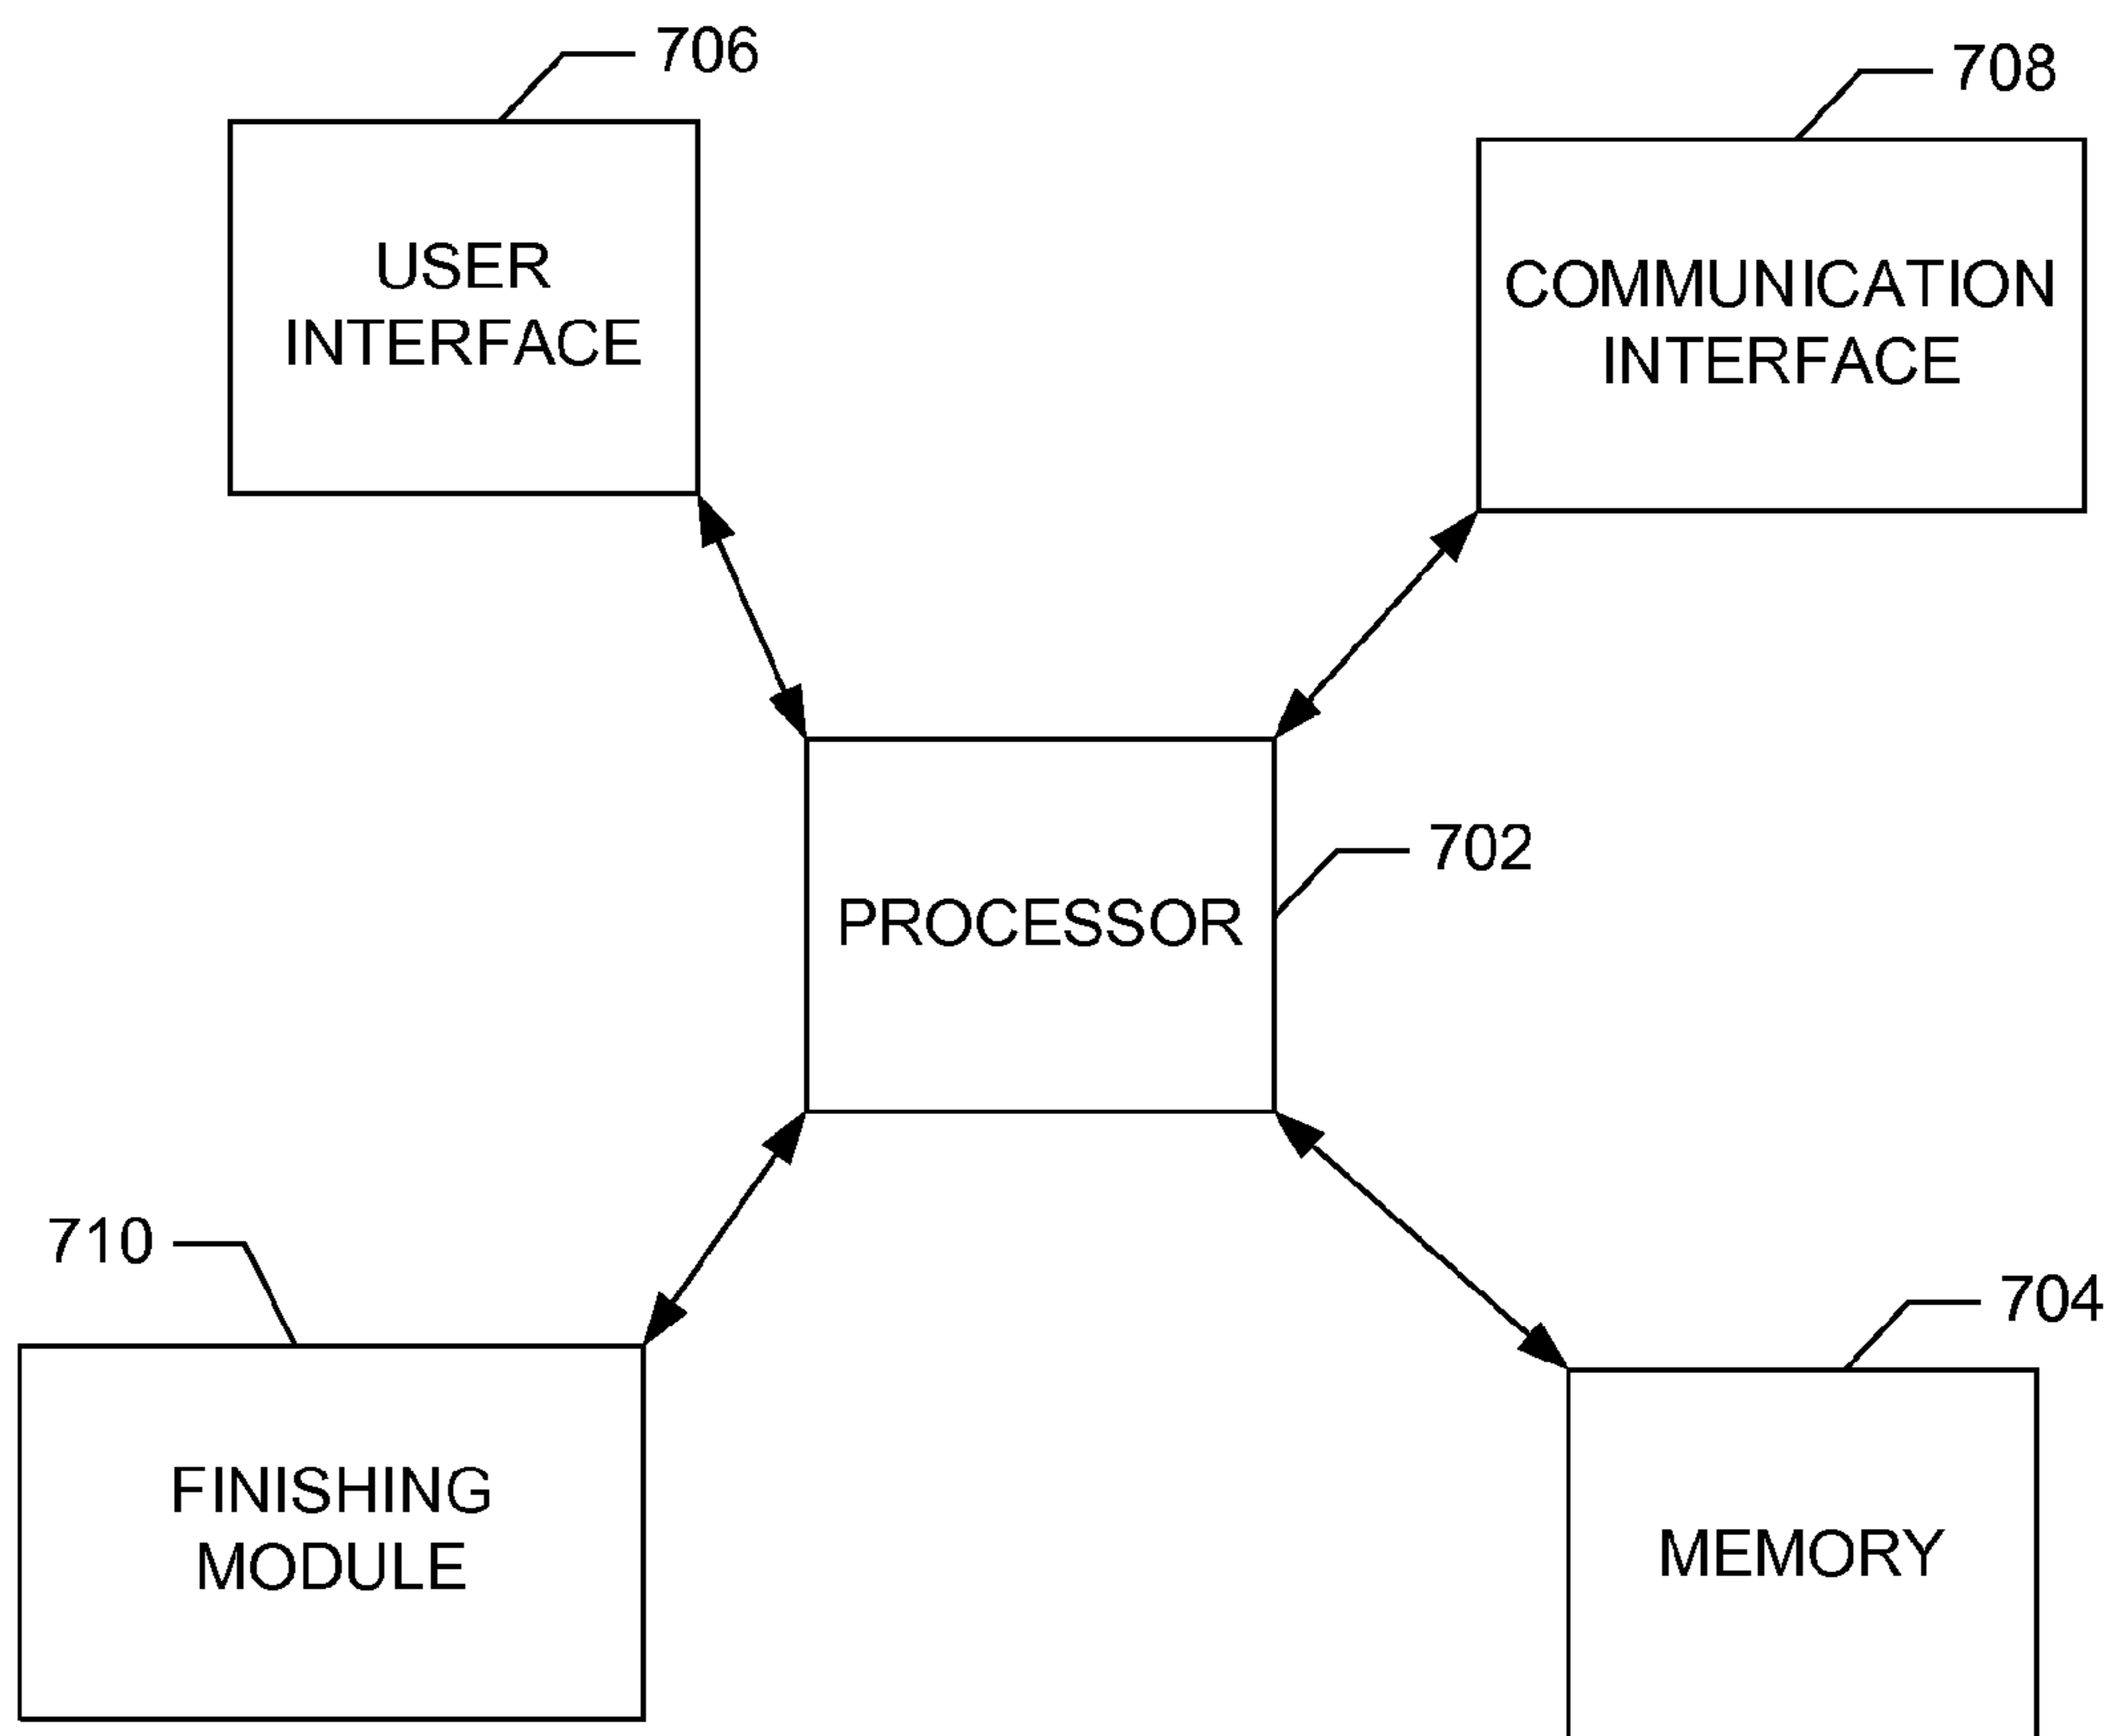 706
708
USER
INTERFACE
COMMUNICATION
INTERFACE
702
PROCESSOR
710
704
FINISHING
MODULE
MEMORY